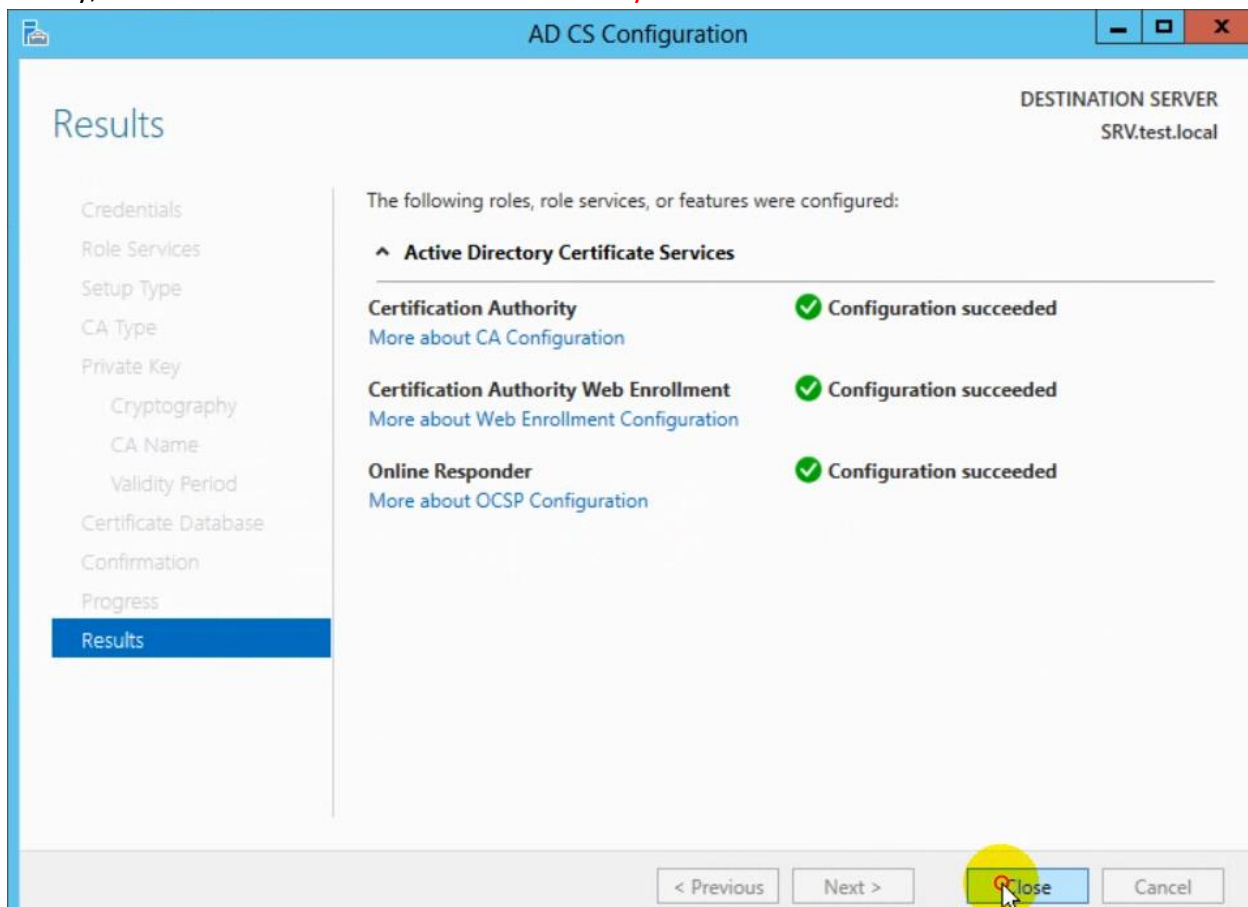 AD CS Configuration
DESTINATION SERVER
SRV.test.local
Results
Credentials
Role Services
Setup Type
CA Type
Private Key
Cryptography
CA Name
Validity Period
Certificate Database
Confirmation
Progress
Results
The following roles, role services, or features were configured:
Active Directory Certificate Services
Certification Authority
Configuration succeeded
More about CA Configuration
Certification Authority Web Enrollment
Configuration succeeded
More about Web Enrollment Configuration
Online Responder
Configuration succeeded
More about OCSP Configuration
< Previous
Next >
Close
Cancel